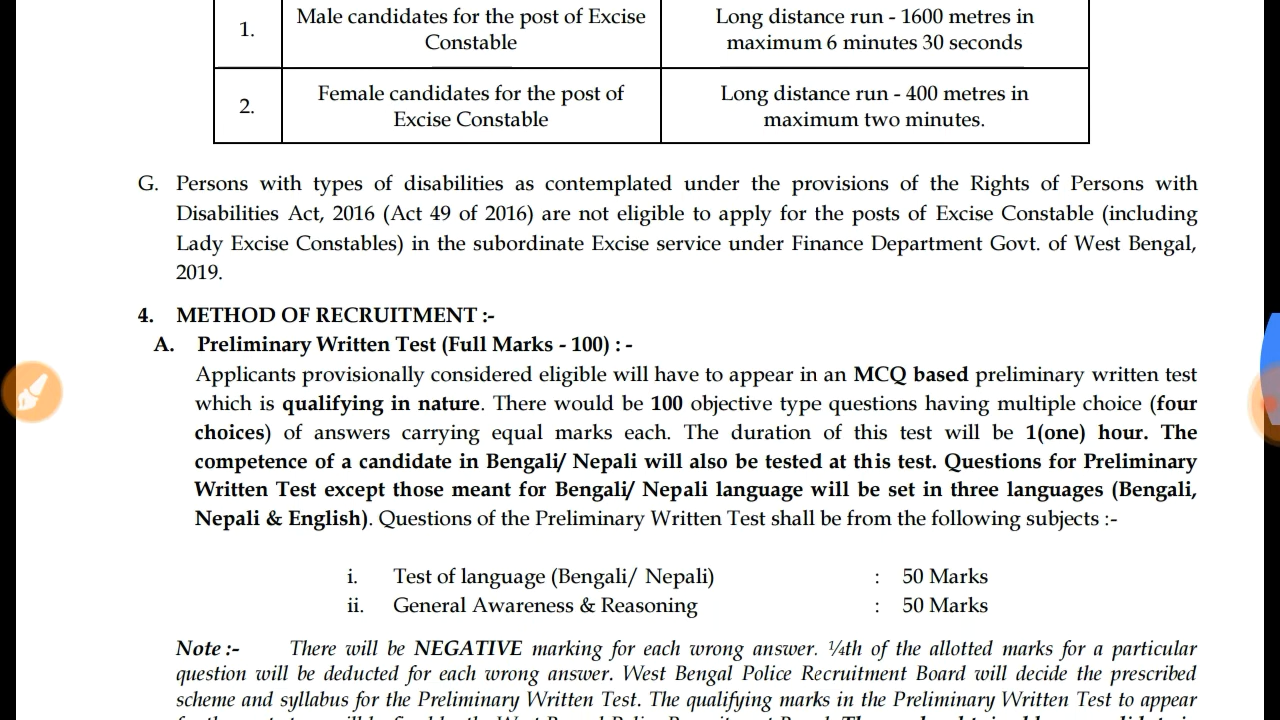 1. Male candidates for the post of Excise Constable Long distance run - 1600 metres in maximum 6 minutes 30 seconds
2. Female candidates for the post of Excise Constable Long distance run - 400 metres in maximum two minutes.
G. Persons with types of disabilities as contemplated under the provisions of the Rights of Persons with
Disabilities Act, 2016 (Act 49 of 2016) are not eligible to apply for the posts of Excise Constable (including
Lady Excise Constables) in the subordinate Excise service under Finance Department Govt. of West Bengal,
2019.
4. METHOD OF RECRUITMENT :-
A. Preliminary Written Test (Full Marks - 100) : -
Applicants provisionally considered eligible will have to appear in an MCQ based preliminary written test
which is qualifying in nature. There would be 100 objective type questions having multiple choice (four
choices) of answers carrying equal marks each. The duration of this test will be 1(one) hour. The
competence of a candidate in Bengali/ Nepali will also be tested at this test. Questions for Preliminary
Written Test except those meant for Bengali/ Nepali language will be set in three languages (Bengali,
Nepali & English). Questions of the Preliminary Written Test shall be from the following subjects :-
i. Test of language (Bengali/ Nepali) : 50 Marks
ii. General Awareness & Reasoning : 50 Marks
Note :- There will be NEGATIVE marking for each wrong answer. ¼th of the allotted marks for a particular
question will be deducted for each wrong answer. West Bengal Police Recruitment Board will decide the prescribed
scheme and syllabus for the Preliminary Written Test. The qualifying marks in the Preliminary Written Test to appear